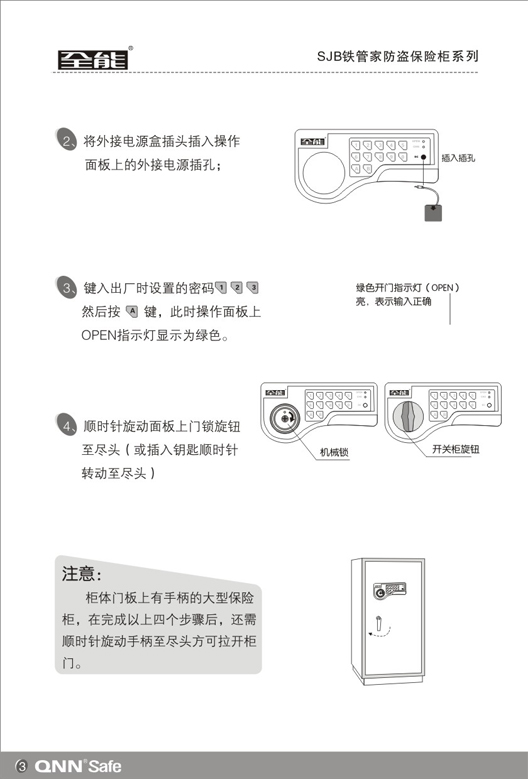 全能®
SJB铁管家防盗保险柜系列
2、将外接电源盒插头插入操作
面板上的外接电源插孔；
全能
插入插孔
3、键入出厂时设置的密码 1 2 3
然后按 A 键，此时操作面板上
OPEN指示灯显示为绿色。
绿色开门指示灯（OPEN）
亮，表示输入正确
4、顺时针旋动面板上门锁旋钮
至尽头（或插入钥匙顺时针
转动至尽头）
全能
全能
机械锁
开关柜旋钮
注意：
柜体门板上有手柄的大型保险
柜，在完成以上四个步骤后，还需
顺时针旋动手柄至尽头方可拉开柜
门。
3 QNN® Safe